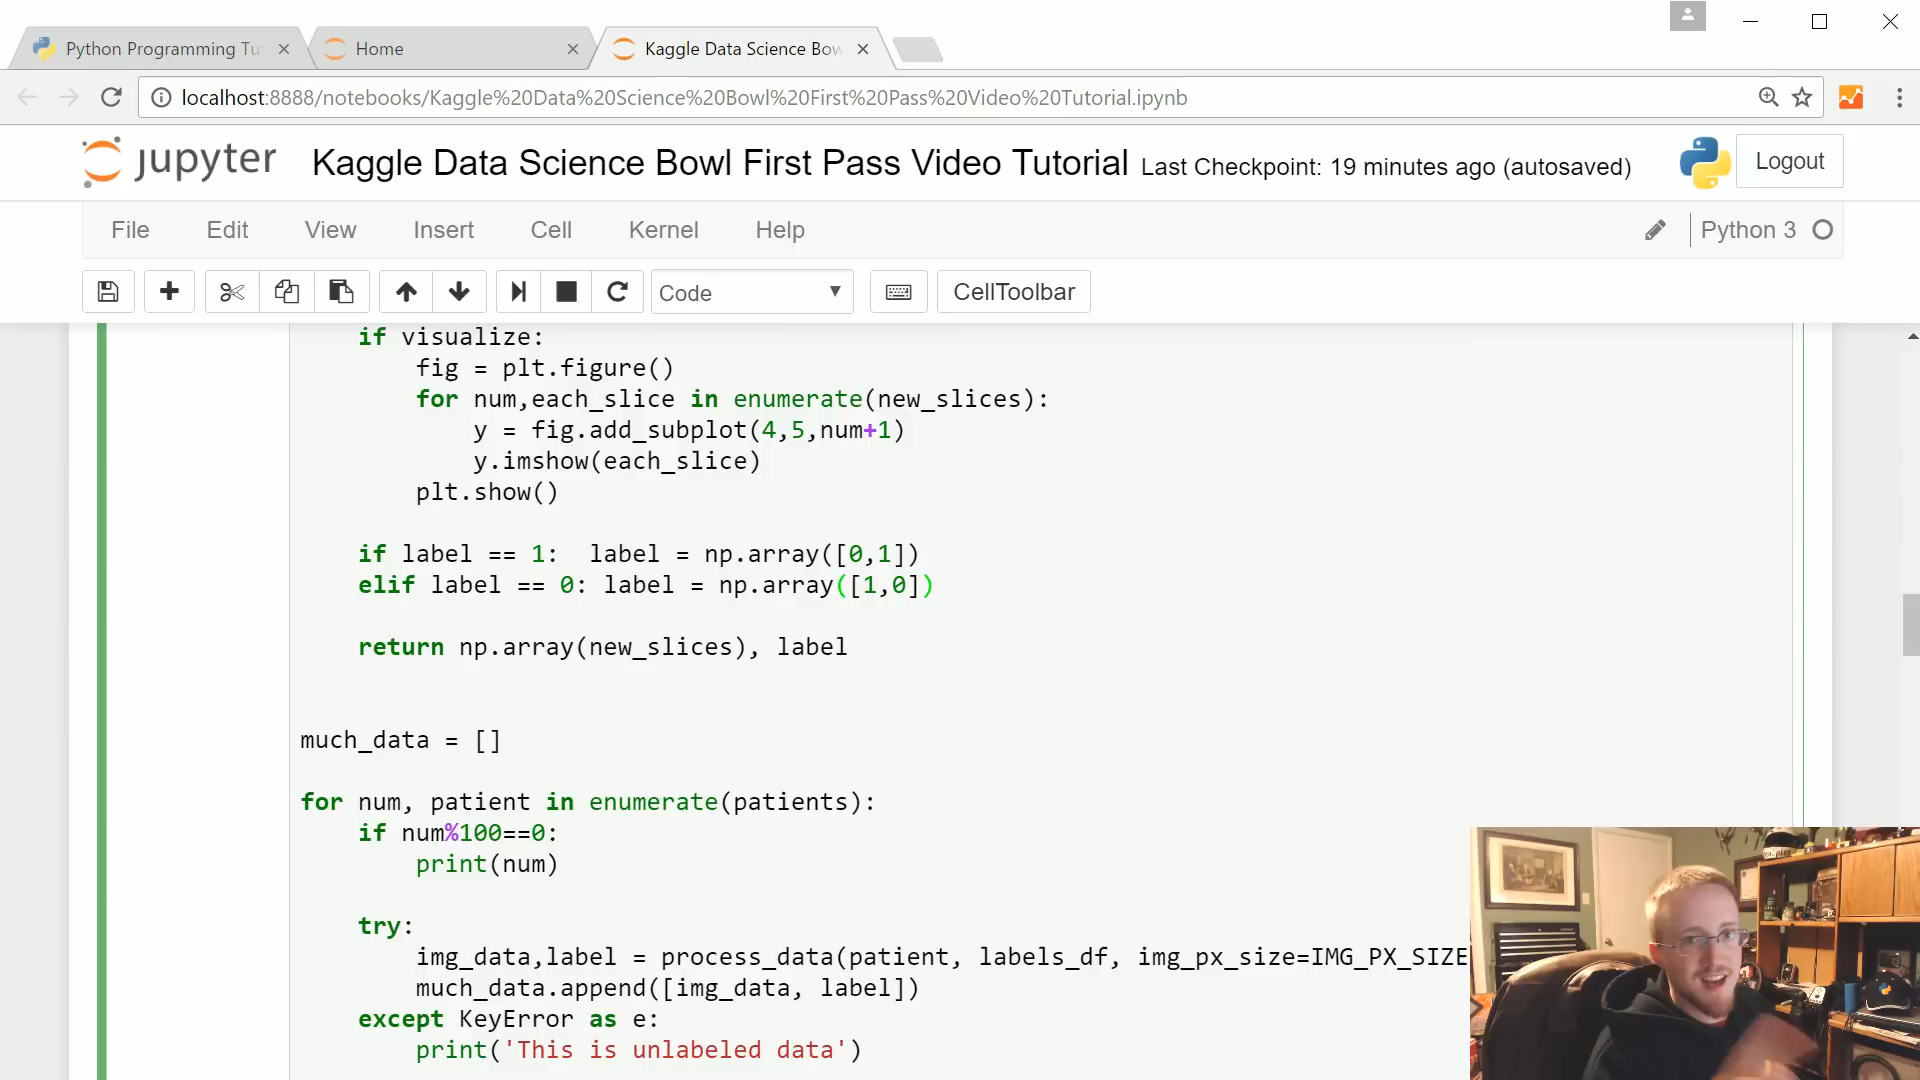 Python Programming Tu
Home
Kaggle Data Science Bow
localhost:8888/notebooks/Kaggle%20Data%20Science%20Bowl%20First%20Pass%20Video%20Tutorial.ipynb
jupyter
Kaggle Data Science Bowl First Pass Video Tutorial
Last Checkpoint: 19 minutes ago (autosaved)
Logout
File
Edit
View
Insert
Cell
Kernel
Help
Python 3
Code
CellToolbar
if visualize:
fig = plt.figure()
for num,each_slice in enumerate(new_slices):
y = fig.add_subplot(4,5,num+1)
y.imshow(each_slice)
plt.show()
if label == 1:  label = np.array([0,1])
elif label == 0: label = np.array([1,0])
return np.array(new_slices), label
much_data = []
for num, patient in enumerate(patients):
if num%100==0:
print(num)
try:
img_data,label = process_data(patient, labels_df, img_px_size=IMG_PX_SIZE
much_data.append([img_data, label])
except KeyError as e:
print('This is unlabeled data')